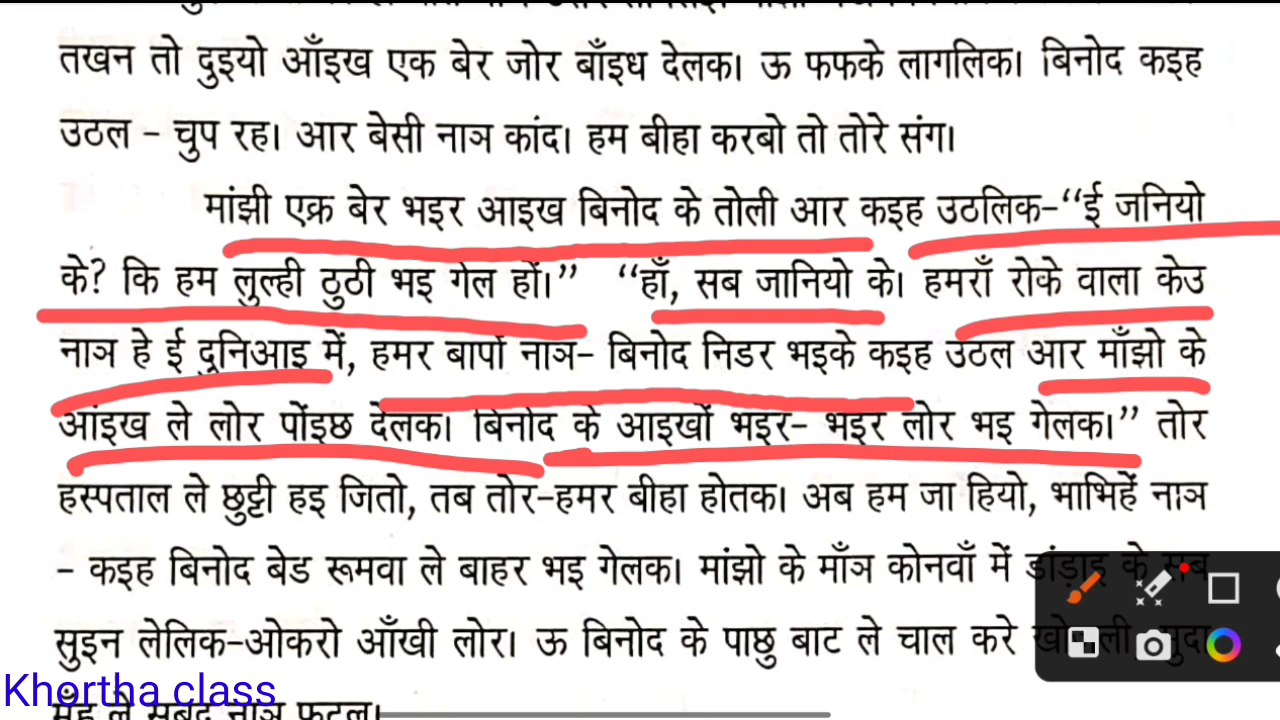 तखन तो दुइयो आँइख एक बेर जोर बाँइध देलक। ऊ फफके लागलिक। बिनोद कइह
उठल - चुप रह। आर बेसी नाञ कांद। हम बीहा करबो तो तोरे संग।
मांझी एक्र बेर भइर आइख बिनोद के तोली आर कइह उठलिक-“ई जनियो
के? कि हम लुल्ही ठुठी भइ गेल हों।” “हाँ, सब जानियो के। हमराँ रोके वाला केउ
नाञ हे ई दुनिआइ में, हमर बापो नाञ- बिनोद निडर भइके कइह उठल आर माँझो के
आंइख ले लोर पोंइछ देलक। बिनोद के आइखों भइर- भइर लोर भइ गेलक।” तोर
हस्पताल ले छुट्टी हइ जितो, तब तोर-हमर बीहा होतक। अब हम जा हियो, भाभिहें नाञ
- कइह बिनोद बेड रूमवा ले बाहर भइ गेलक। मांझो के माँञ कोनवाँ में डांड़ाइ के सब
सुइन लेलिक-ओकरो आँखी लोर। ऊ बिनोद के पाछु बाट ले चाल करे
Khortha class
मुँह ले सबद नाञ फुटल।